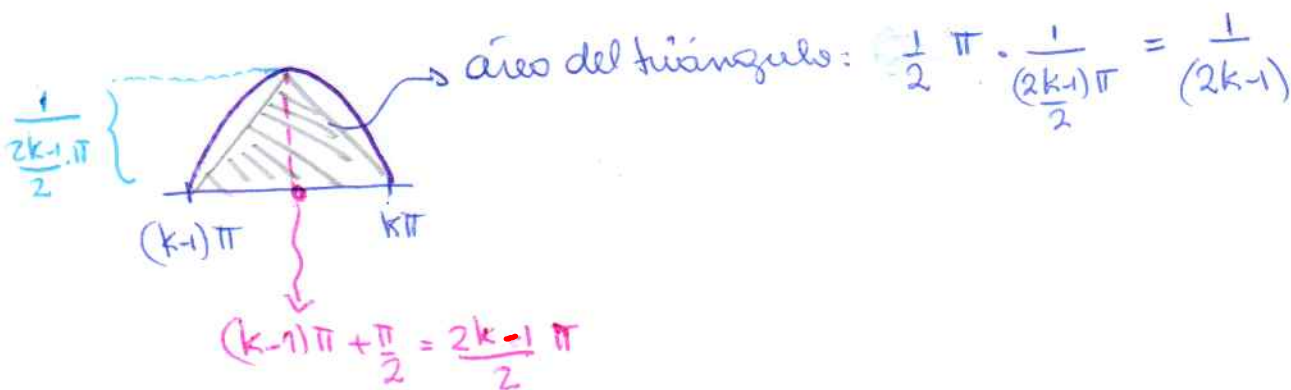 área del triángulo: 1/2 π · 1/((2k-1)π/2) = 1/(2k-1)
1/(2k-1/2 · π)
(k-1)π
kπ
(k-1)π + π/2 = 2k-1/2 π